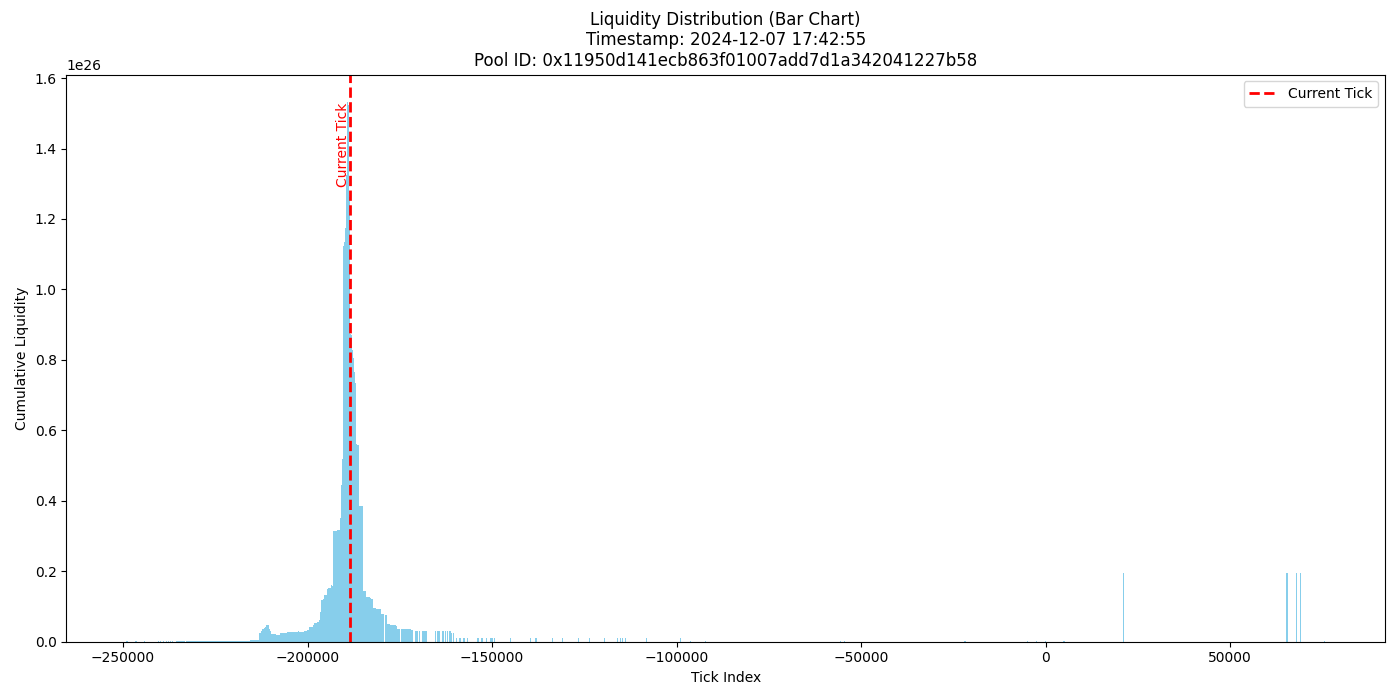 Liquidity Distribution (Bar Chart)
Timestamp: 2024-12-07 17:42:55
Pool ID: 0x11950d141ecb863f01007add7d1a342041227b58
1e26
1.6
1.4
1.2
1.0
0.8
0.6
0.4
0.2
0.0
Cumulative Liquidity
Current Tick
Current Tick
−250000
−200000
−150000
−100000
−50000
0
50000
Tick Index